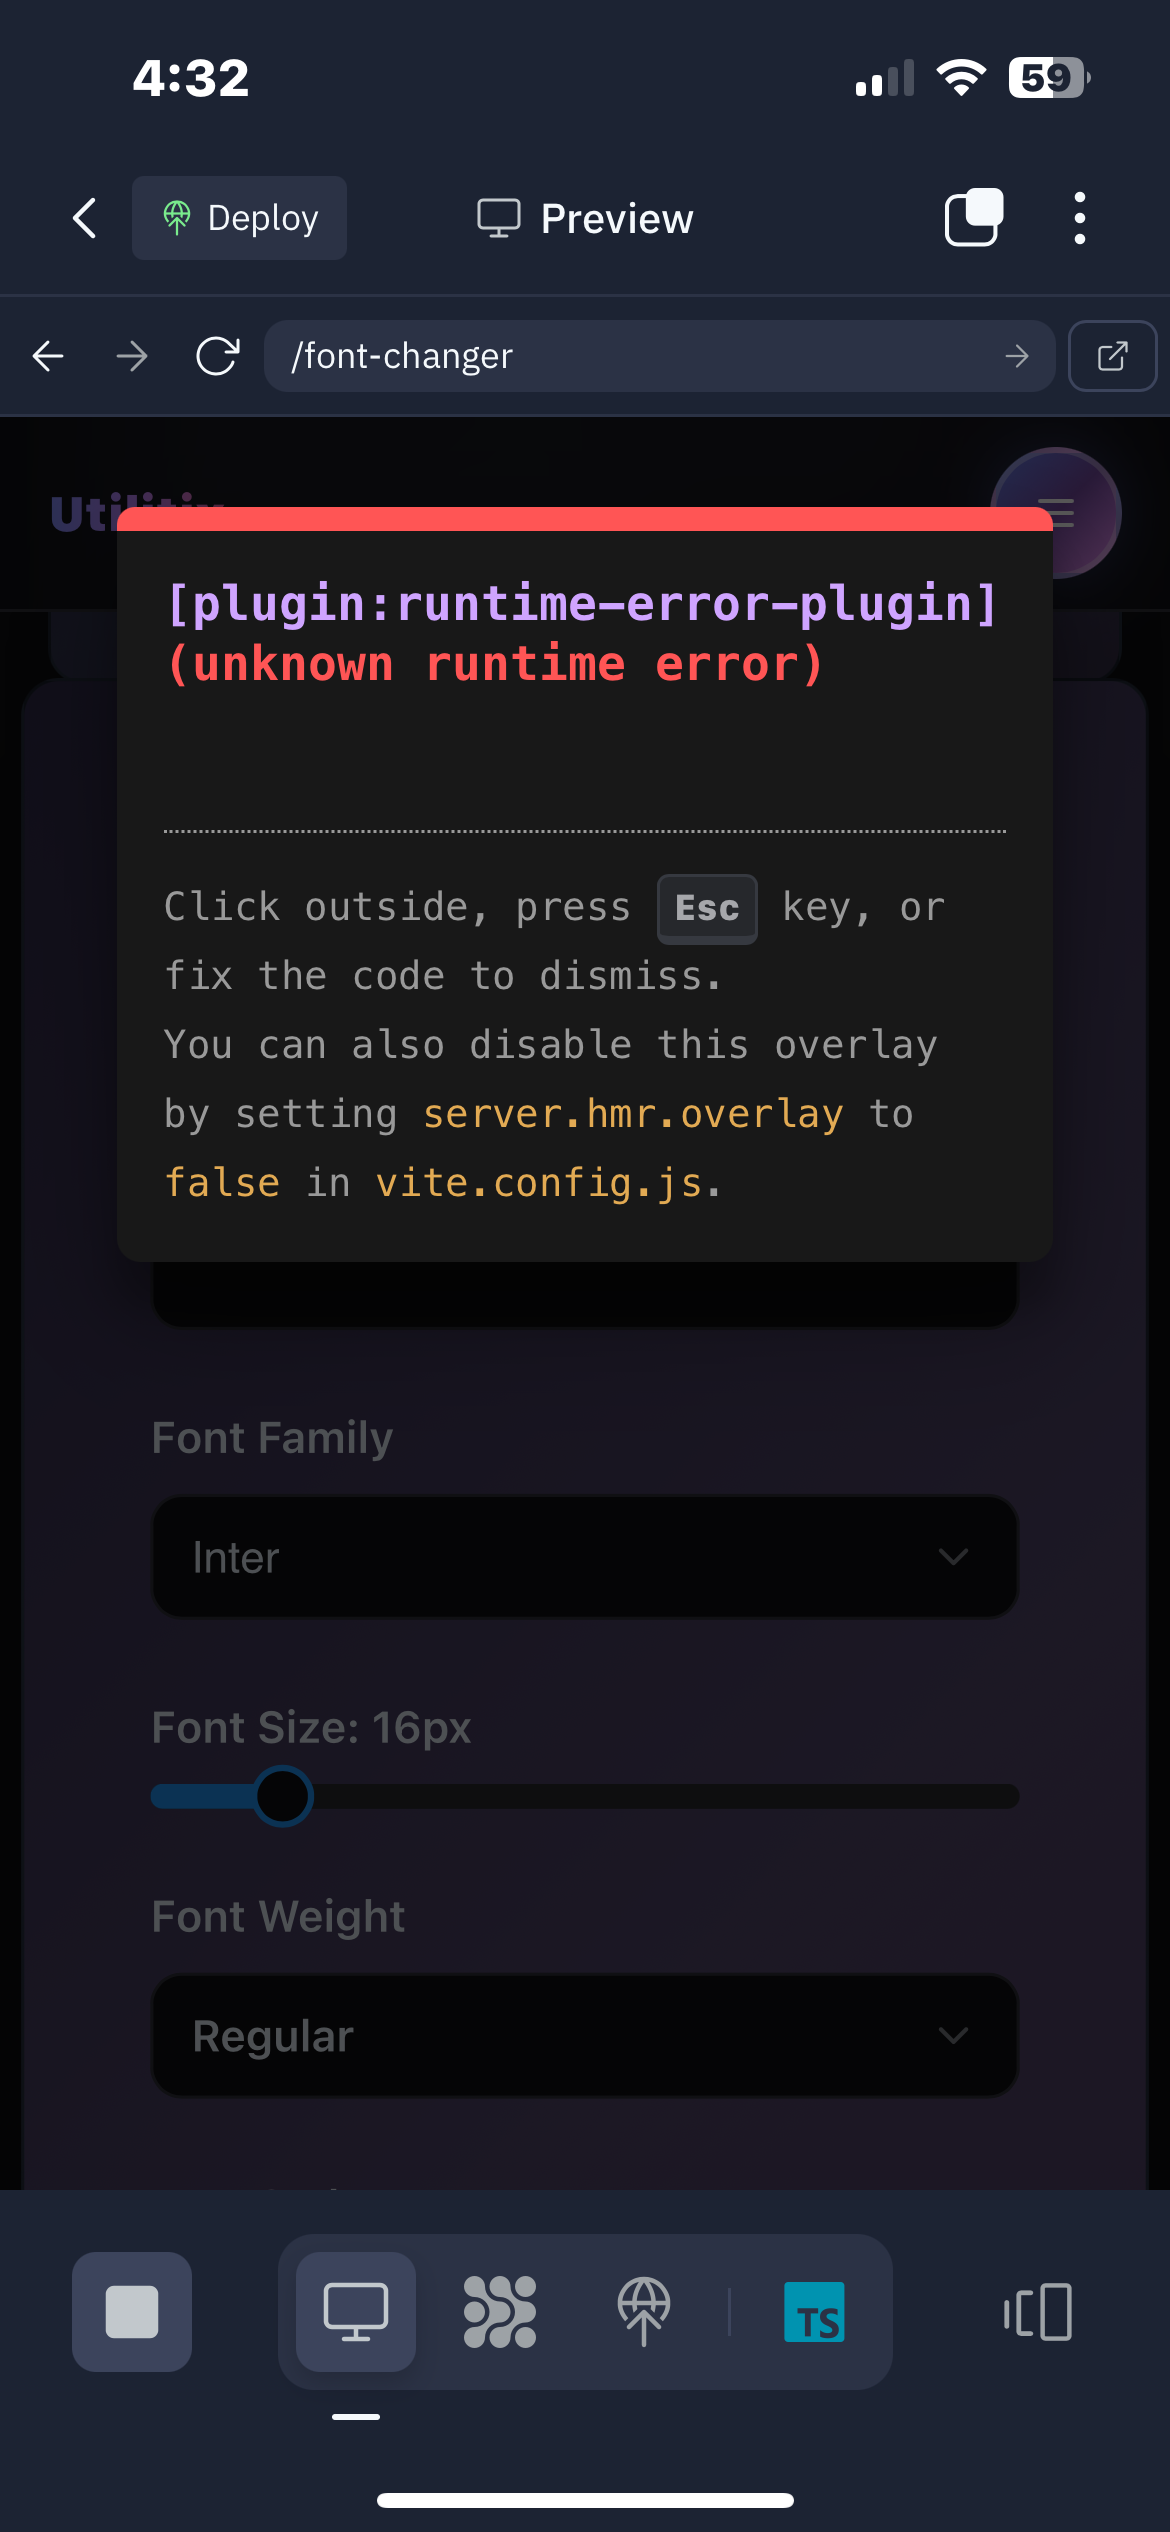 4:32
59
Deploy
Preview
/font-changer
[plugin:runtime-error-plugin]
(unknown runtime error)
Click outside, press Esc key, or
fix the code to dismiss.
You can also disable this overlay
by setting server.hmr.overlay to
false in vite.config.js.
Font Family
Inter
Font Size: 16px
Font Weight
Regular
TS